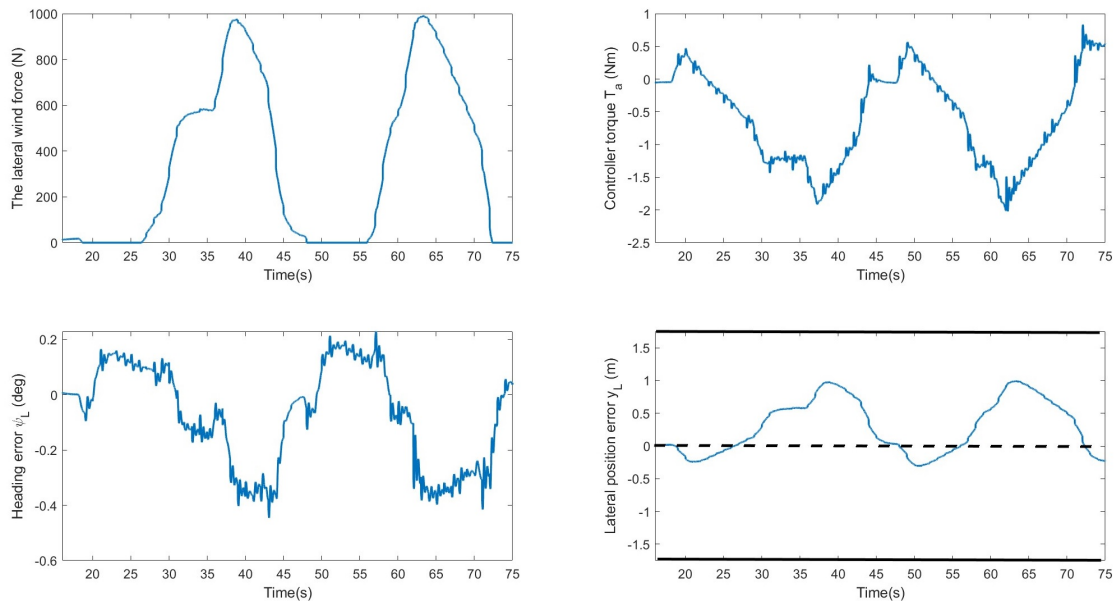 The lateral wind force (N)
1000
800
600
400
200
0
20 25 30 35 40 45 50 55 60 65 70 75
Time(s)
Controller torque T_a (Nm)
1
0.5
0
-0.5
-1
-1.5
-2
-2.5
20 25 30 35 40 45 50 55 60 65 70 75
Time(s)
Heading error ψ_L (deg)
0.2
0
-0.2
-0.4
-0.6
20 25 30 35 40 45 50 55 60 65 70 75
Time(s)
Lateral position error y_L (m)
1.5
1
0.5
0
-0.5
-1
-1.5
20 25 30 35 40 45 50 55 60 65 70 75
Time(s)